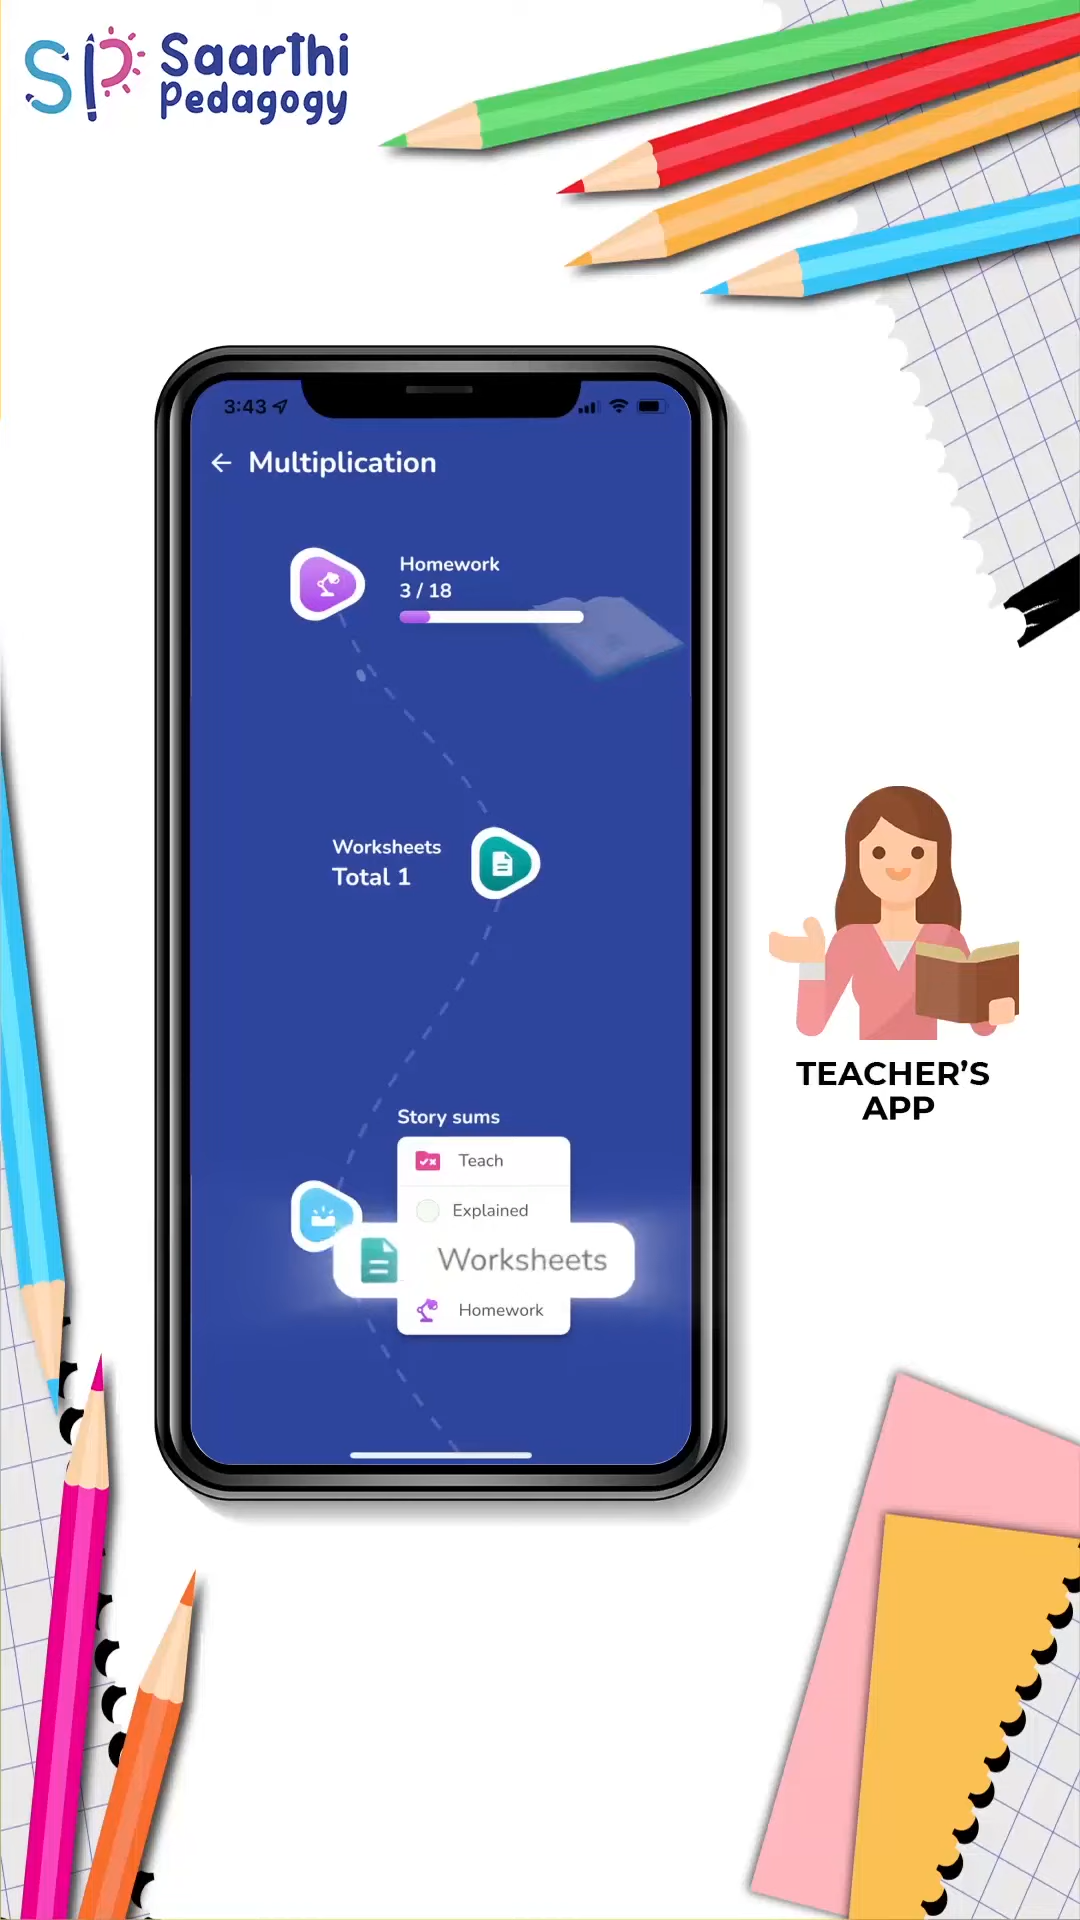 Saarthi
Pedagogy
3:43
Multiplication
Homework
3 / 18
Worksheets
Total 1
Story sums
Teach
Explained
Worksheets
Homework
TEACHER'S
APP